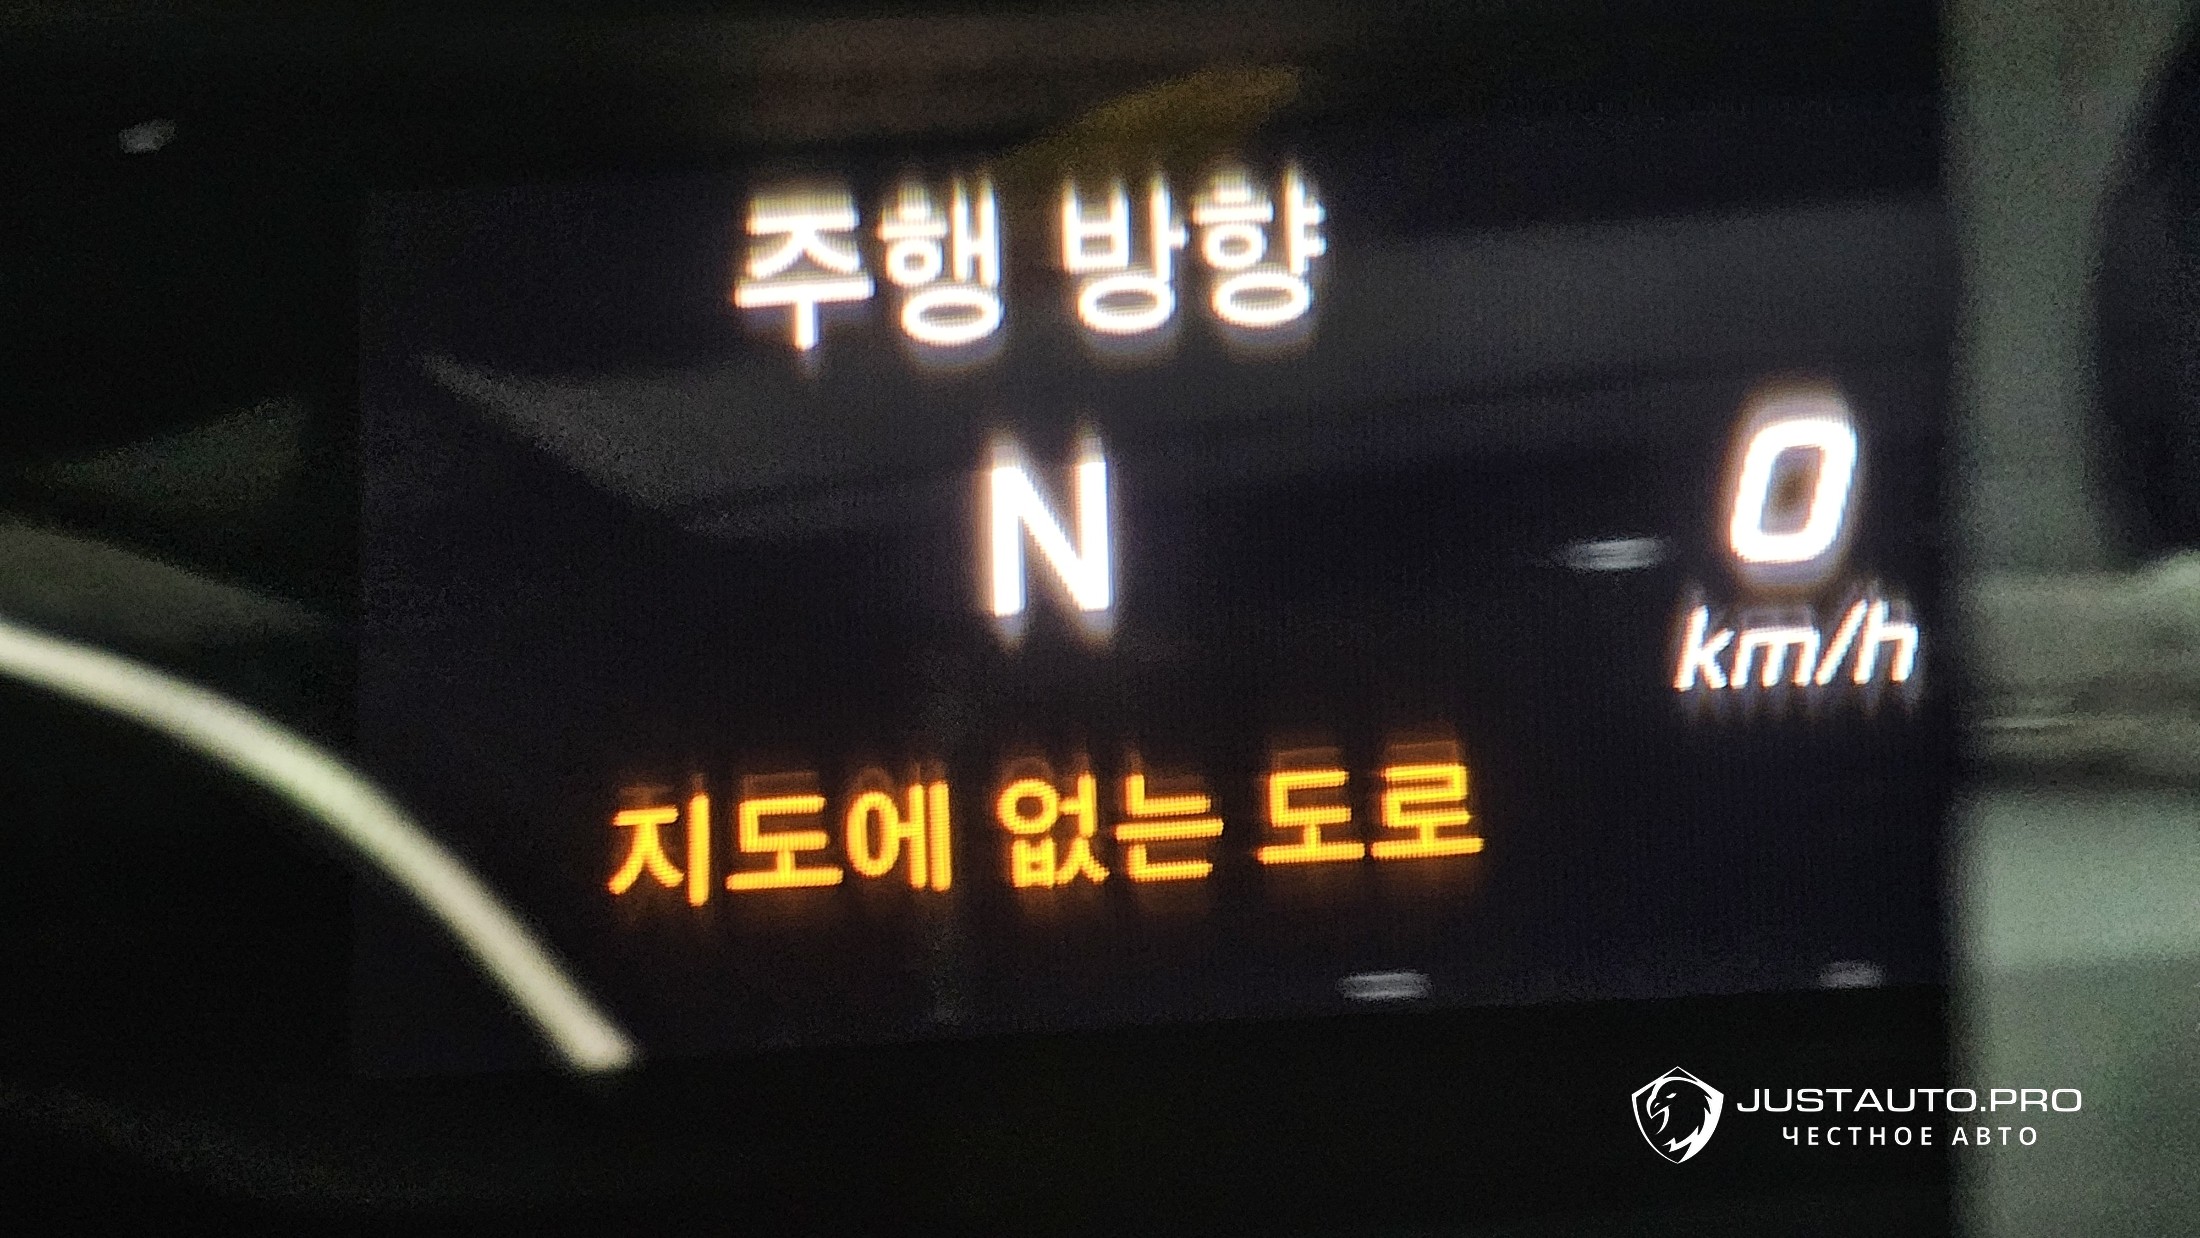 주행 방향
N
0
km/h
지도에 없는 도로
JUSTAUTO.PRO
ЧЕСТНОЕ АВТО